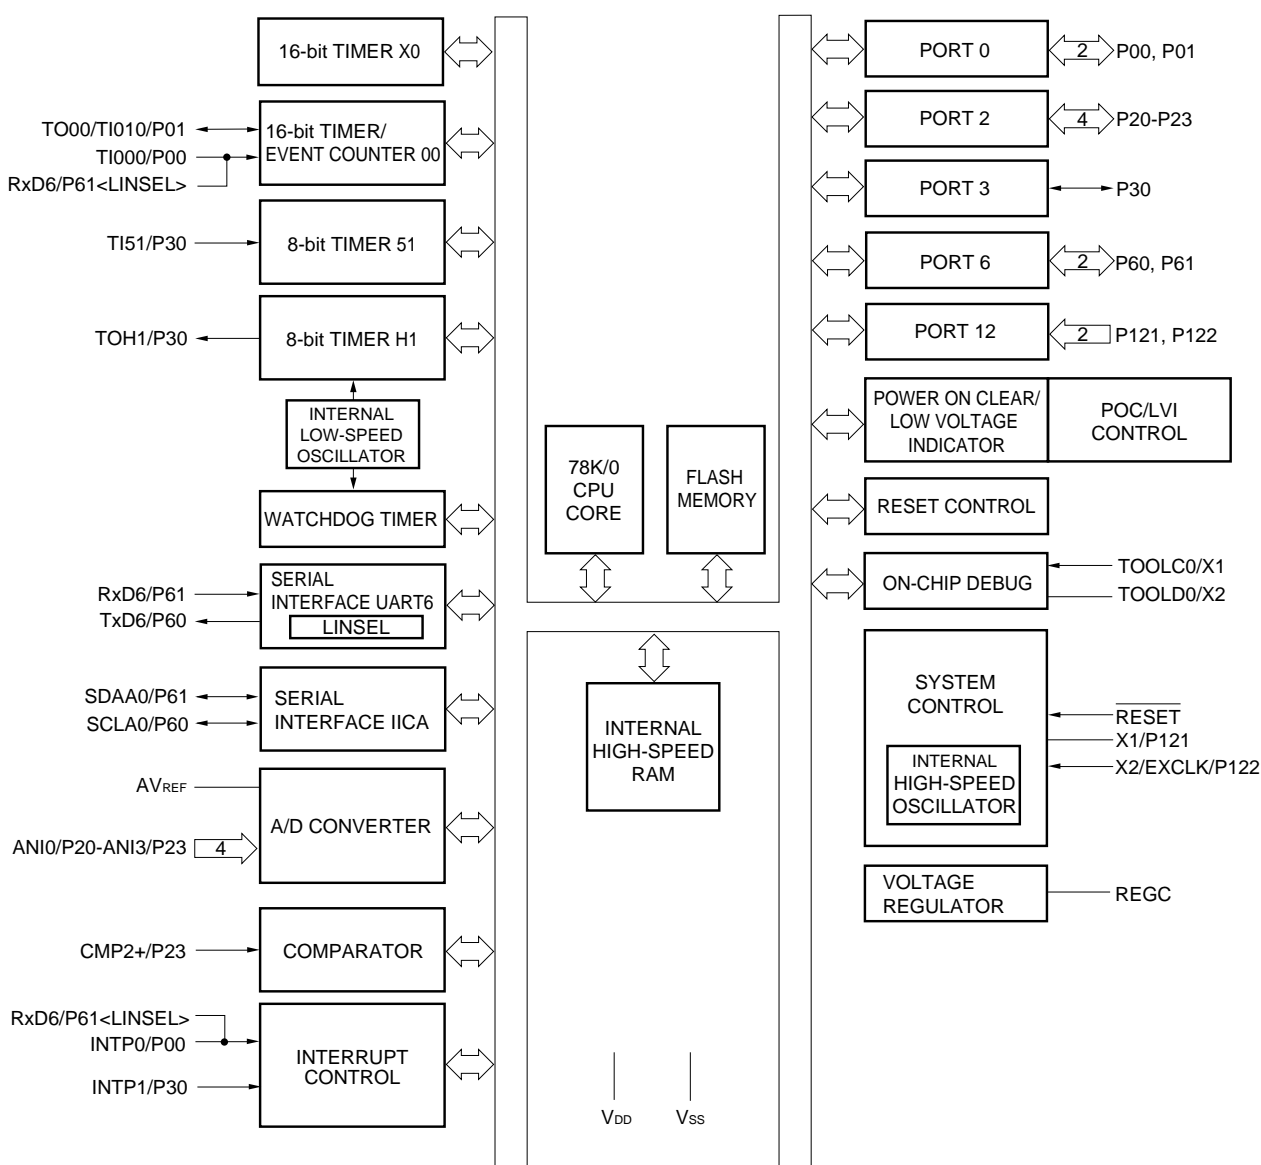 16-bit TIMER X0
TO00/TI010/P01
TI000/P00
RxD6/P61<LINSEL>
16-bit TIMER/
EVENT COUNTER 00
TI51/P30
8-bit TIMER 51
TOH1/P30
8-bit TIMER H1
INTERNAL
LOW-SPEED
OSCILLATOR
WATCHDOG TIMER
RxD6/P61
TxD6/P60
SERIAL
INTERFACE UART6
LINSEL
SDAA0/P61
SCLA0/P60
SERIAL
INTERFACE IICA
AVREF
ANI0/P20-ANI3/P23
4
A/D CONVERTER
CMP2+/P23
COMPARATOR
RxD6/P61<LINSEL>
INTP0/P00
INTP1/P30
INTERRUPT
CONTROL
78K/0
CPU
CORE
FLASH
MEMORY
INTERNAL
HIGH-SPEED
RAM
VDD
VSS
PORT 0
2
P00, P01
PORT 2
4
P20-P23
PORT 3
P30
PORT 6
2
P60, P61
PORT 12
2
P121, P122
POWER ON CLEAR/
LOW VOLTAGE
INDICATOR
POC/LVI
CONTROL
RESET CONTROL
ON-CHIP DEBUG
TOOLC0/X1
TOOLD0/X2
SYSTEM
CONTROL
INTERNAL
HIGH-SPEED
OSCILLATOR
RESET
X1/P121
X2/EXCLK/P122
VOLTAGE
REGULATOR
REGC